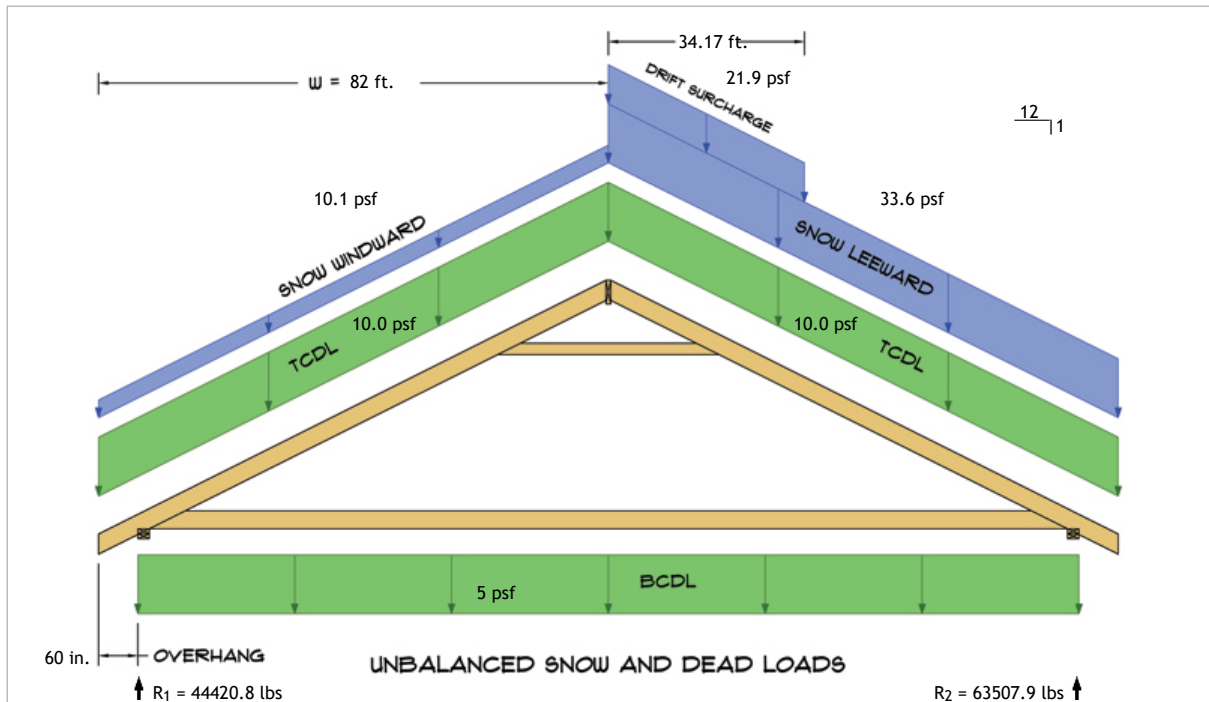 34.17 ft.
W = 82 ft.
DRIFT SURCHARGE
21.9 psf
12
1
10.1 psf
33.6 psf
SNOW WINDWARD
SNOW LEEWARD
10.0 psf
10.0 psf
TCDL
TCDL
BCDL
5 psf
60 in.
OVERHANG
UNBALANCED SNOW AND DEAD LOADS
R1 = 44420.8 lbs
R2 = 63507.9 lbs